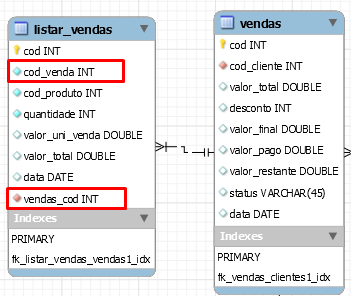 listar_vendas
cod INT
cod_venda INT
cod_produto INT
quantidade INT
valor_uni_venda DOUBLE
valor_total DOUBLE
data DATE
vendas_cod INT
Indexes
PRIMARY
fk_listar_vendas_vendas1_idx
vendas
cod INT
cod_cliente INT
valor_total DOUBLE
desconto INT
valor_final DOUBLE
valor_pago DOUBLE
valor_restante DOUBLE
status VARCHAR(45)
data DATE
Indexes
PRIMARY
fk_vendas_clientes1_idx